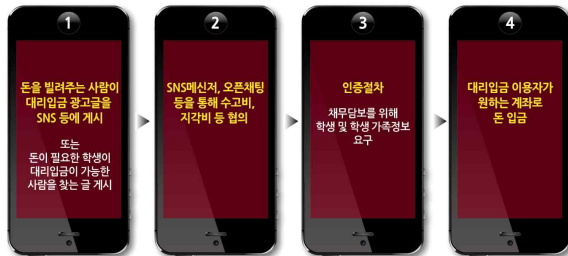 1
돈을 빌려주는 사람이
대리입금 광고글을
SNS 등에 게시
또는
돈이 필요한 학생이
대리입금이 가능한
사람을 찾는 글 게시
2
SNS메신저, 오픈채팅
등을 통해 수고비,
지각비 등 협의
3
인증절차
채무담보를 위해
학생 및 학생 가족정보
요구
4
대리입금 이용자가
원하는 계좌로
돈 입금